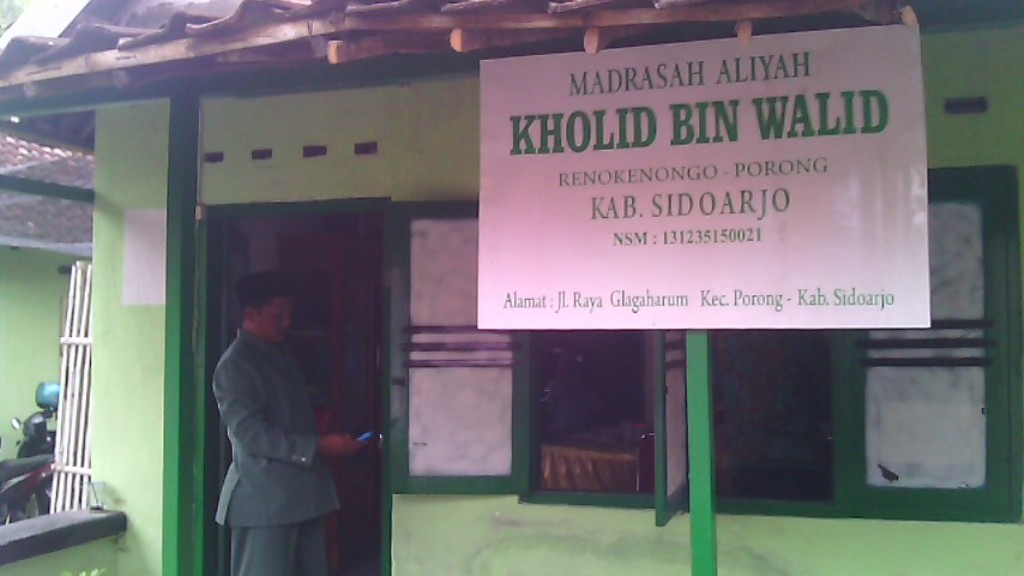 MADRASAH ALIYAH
KHOLID BIN WALID
RENOKENONGO - PORONG
KAB. SIDOARJO
NSM : 131235150021
Alamat : Jl. Raya Glagaharum Kec. Porong - Kab. Sidoarjo